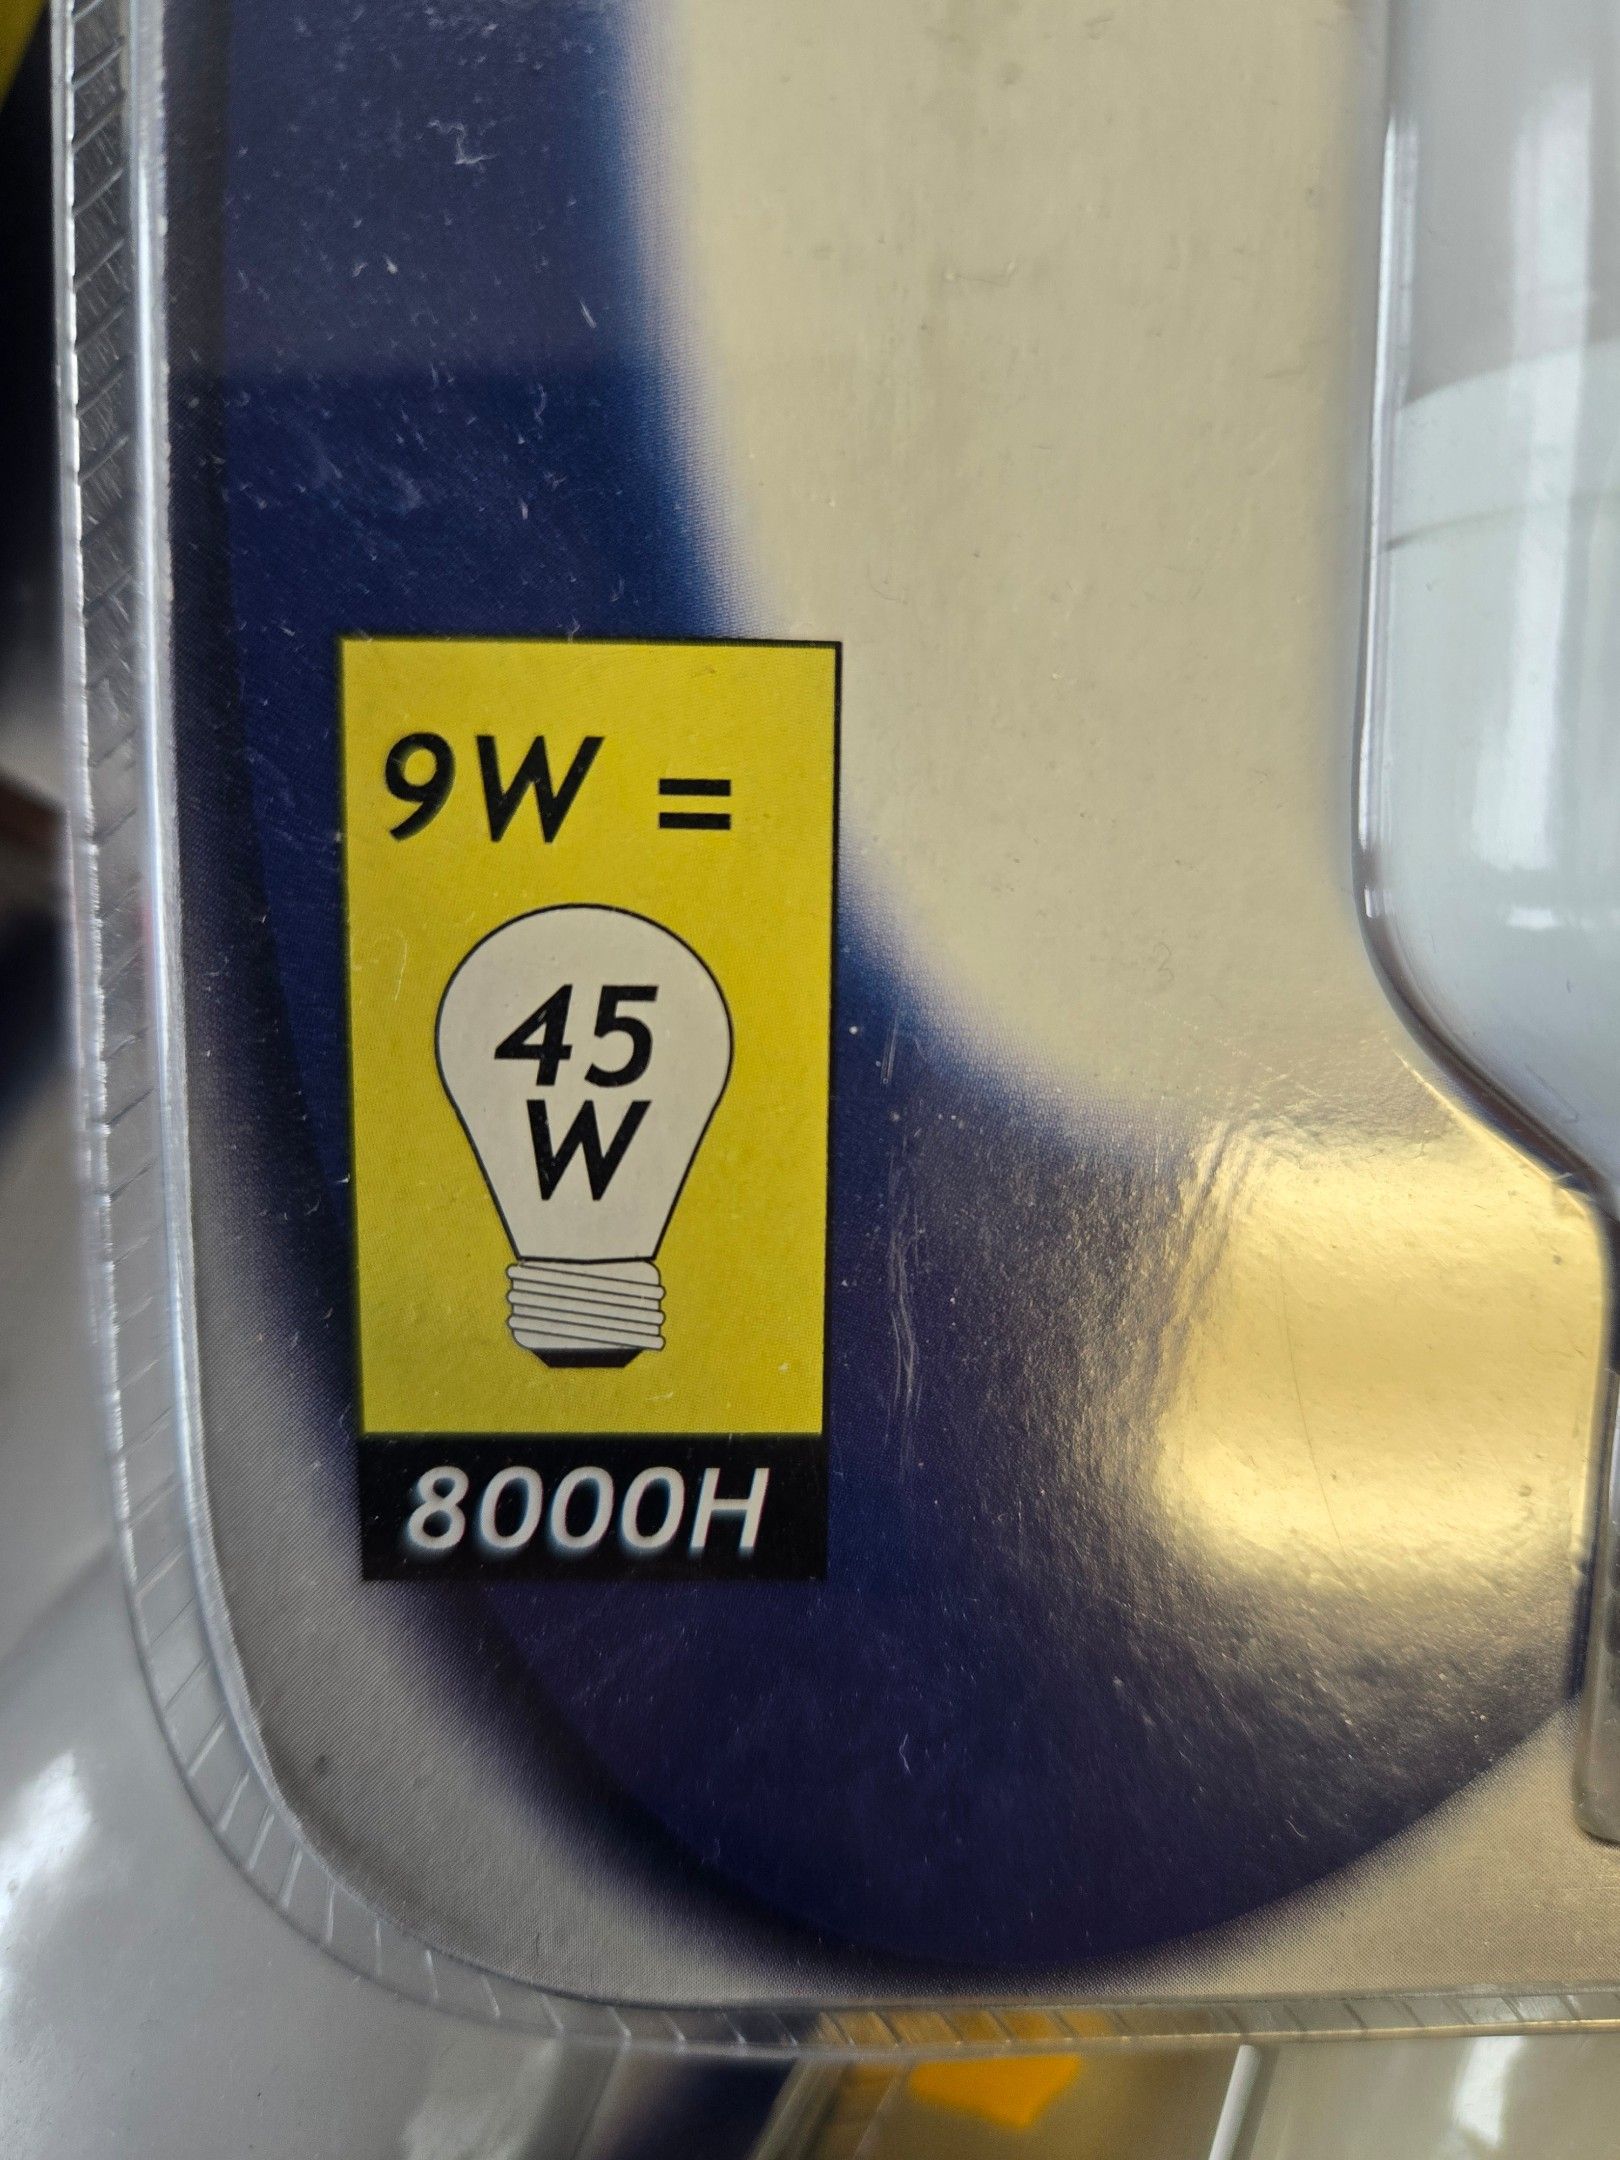 9W =
45
W
8000H